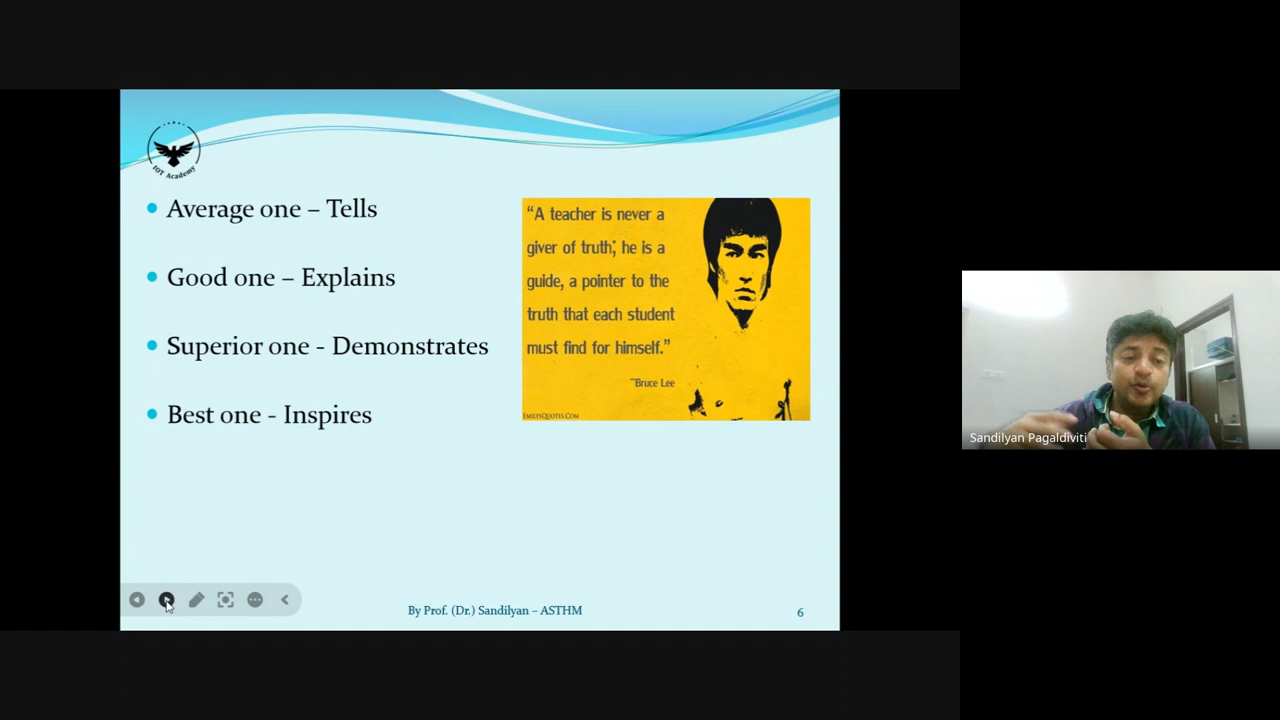 IOT Academy
Average one – Tells
Good one – Explains
Superior one - Demonstrates
Best one - Inspires
“A teacher is never a
giver of truth; he is a
guide, a pointer to the
truth that each student
must find for himself.”
~Bruce Lee
EmilysQuotes.Com
By Prof. (Dr.) Sandilyan – ASTHM
6
Sandilyan Pagaldiviti